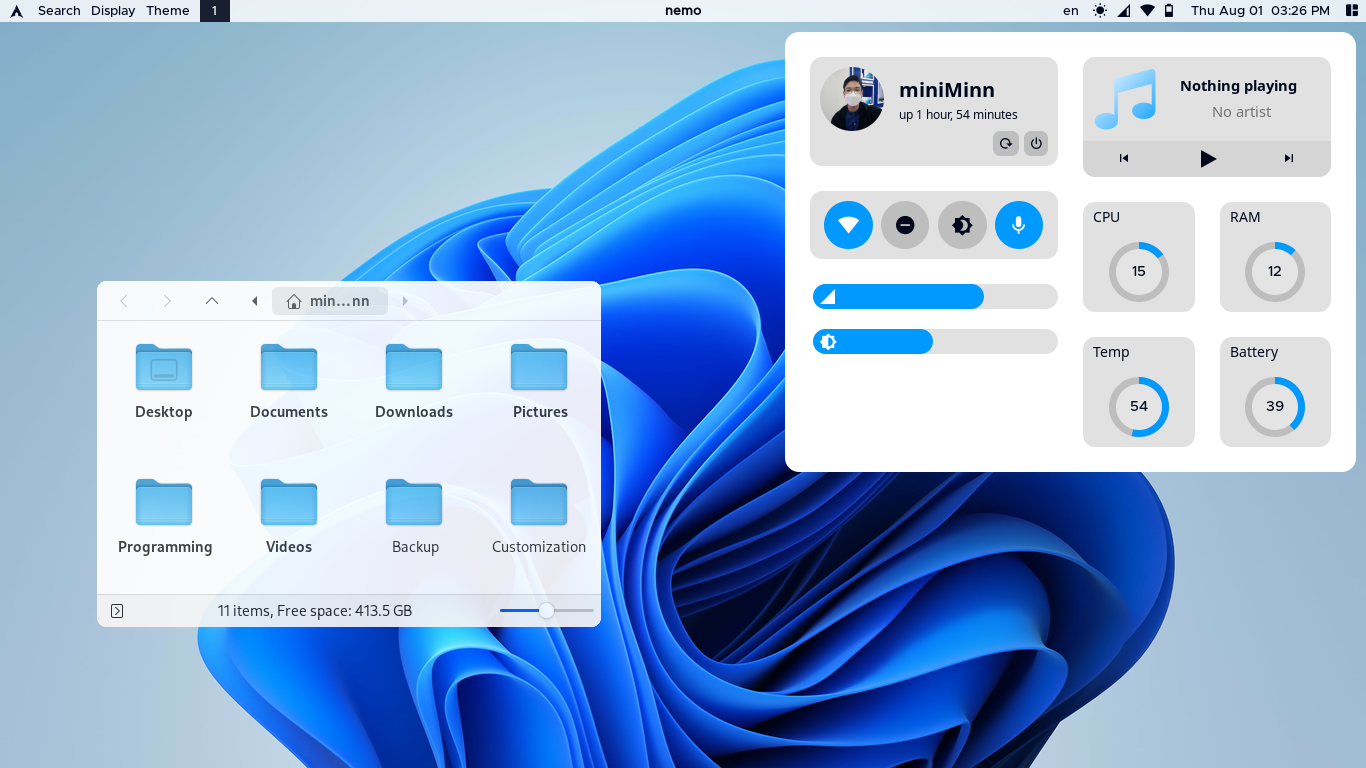 Search Display Theme 1 nemo en Thu Aug 01 03:26 PM
miniMinn
up 1 hour, 54 minutes
Nothing playing
No artist
CPU
15
RAM
12
Temp
54
Battery
39
min...nn
Desktop Documents Downloads Pictures
Programming Videos Backup Customization
11 items, Free space: 413.5 GB